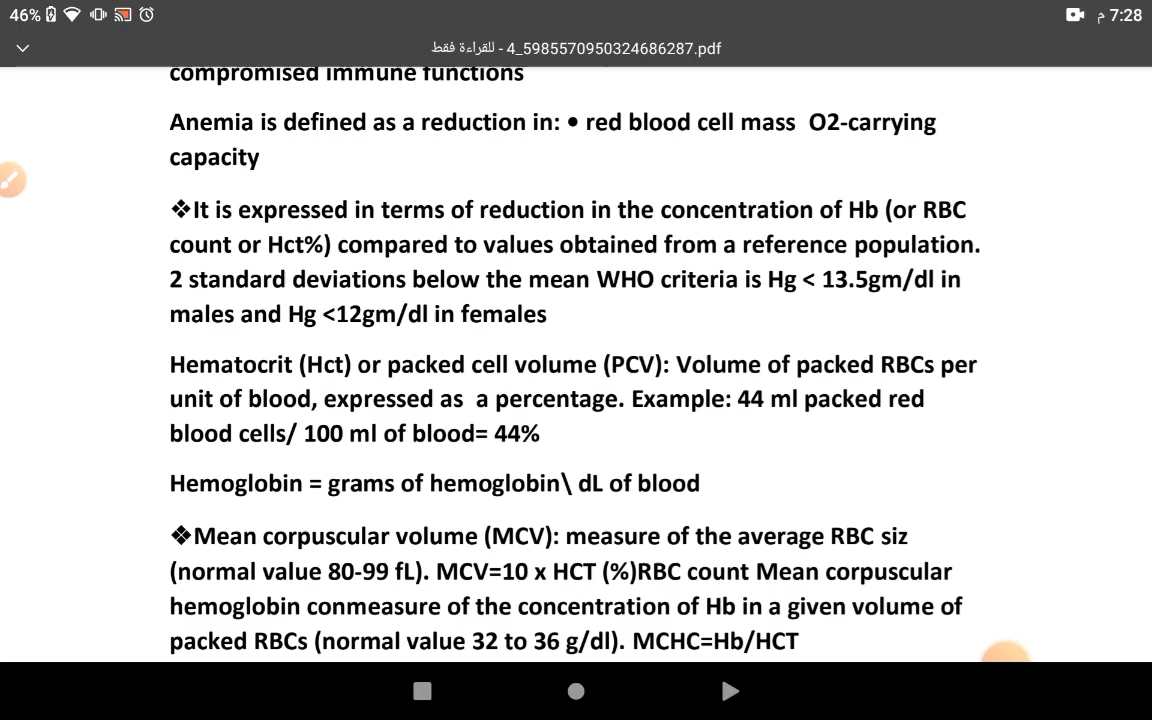 46%
م 7:28
4_5985570950324686287.pdf - للقراءة فقط
compromised immune functions
Anemia is defined as a reduction in: • red blood cell mass  O2-carrying
capacity
❖It is expressed in terms of reduction in the concentration of Hb (or RBC
count or Hct%) compared to values obtained from a reference population.
2 standard deviations below the mean WHO criteria is Hg < 13.5gm/dl in
males and Hg <12gm/dl in females
Hematocrit (Hct) or packed cell volume (PCV): Volume of packed RBCs per
unit of blood, expressed as  a percentage. Example: 44 ml packed red
blood cells/ 100 ml of blood= 44%
Hemoglobin = grams of hemoglobin\ dL of blood
❖Mean corpuscular volume (MCV): measure of the average RBC siz
(normal value 80-99 fL). MCV=10 x HCT (%)RBC count Mean corpuscular
hemoglobin conmeasure of the concentration of Hb in a given volume of
packed RBCs (normal value 32 to 36 g/dl). MCHC=Hb/HCT